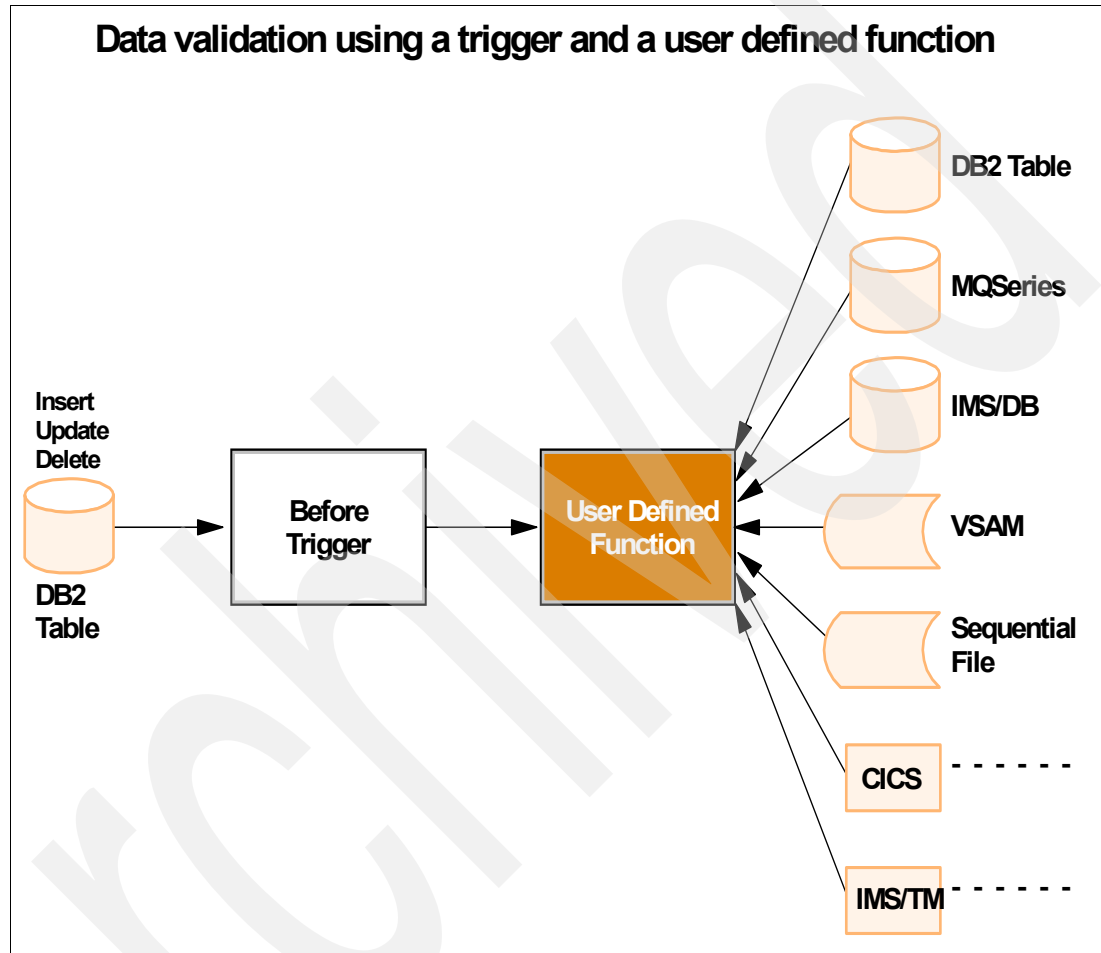 Data validation using a trigger and a user defined function
DB2 Table
MQSeries
IMS/DB
Insert
Update
Delete
Before
Trigger
User Defined
Function
VSAM
DB2
Table
Sequential
File
CICS
IMS/TM
rchived